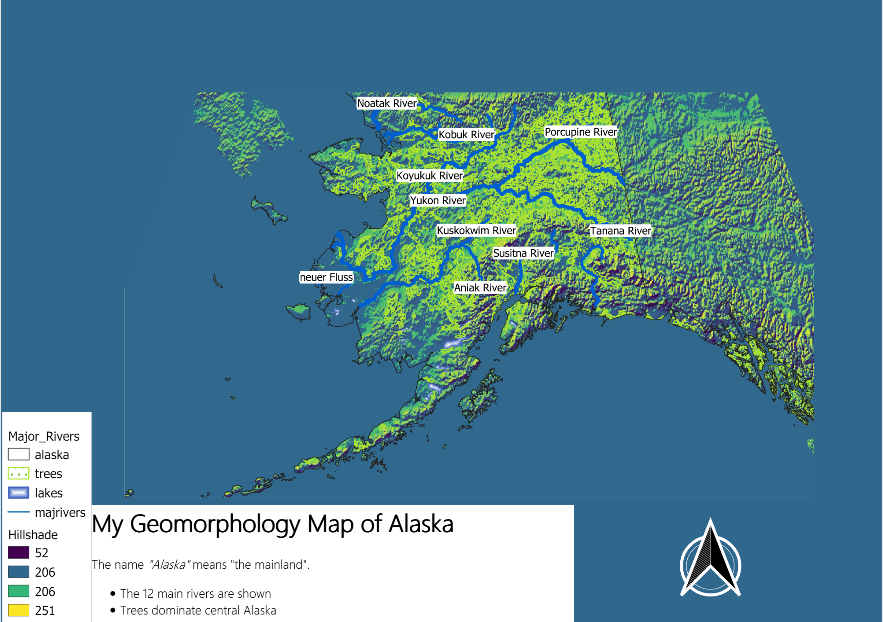 Noatak River
Kobuk River
Porcupine River
Koyukuk River
Yukon River
Kuskokwim River
Tanana River
Susitna River
neuer Fluss
Aniak River
Major_Rivers
alaska
trees
lakes
majrivers
Hillshade
52
206
206
251
My Geomorphology Map of Alaska
The name "Alaska" means "the mainland".
• The 12 main rivers are shown
• Trees dominate central Alaska